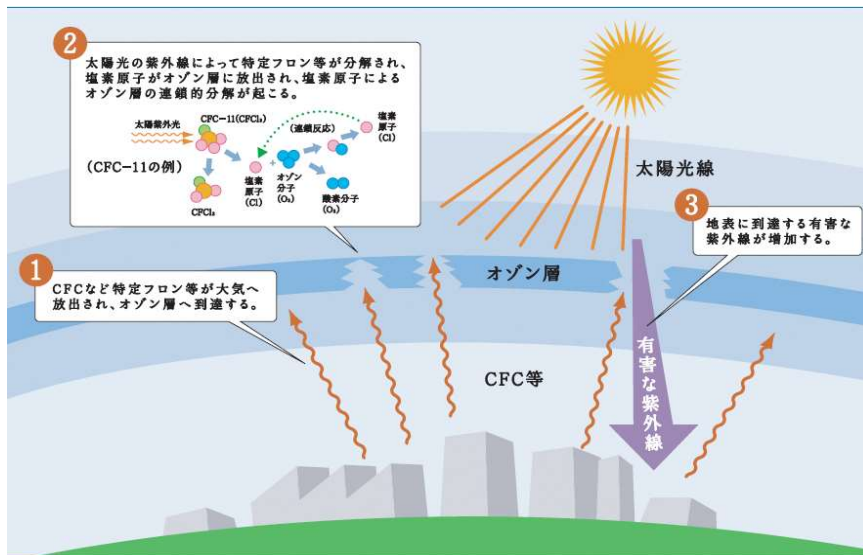 2
太陽光の紫外線によって特定フロン等が分解され、
塩素原子がオゾン層に放出され、塩素原子による
オゾン層の連鎖的分解が起こる。
太陽紫外光
CFC-11(CFCl₃)
(連鎖反応)
塩素
原子
(Cl)
(CFC-11の例)
CFCl₂
塩素
原子
(Cl)
+
オゾン
分子
(O₃)
酸素分子
(O₂)
太陽光線
3
地表に到達する有害な
紫外線が増加する。
1
CFCなど特定フロン等が大気へ
放出され、オゾン層へ到達する。
オゾン層
CFC等
有害な紫外線